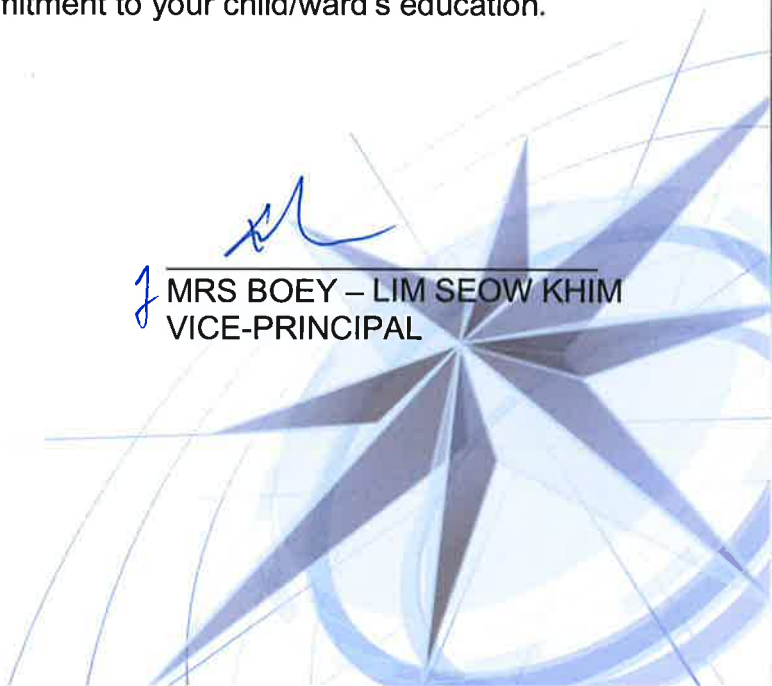 mitment to your child/ward's education.
MRS BOEY – LIM SEOW KHIM
VICE-PRINCIPAL